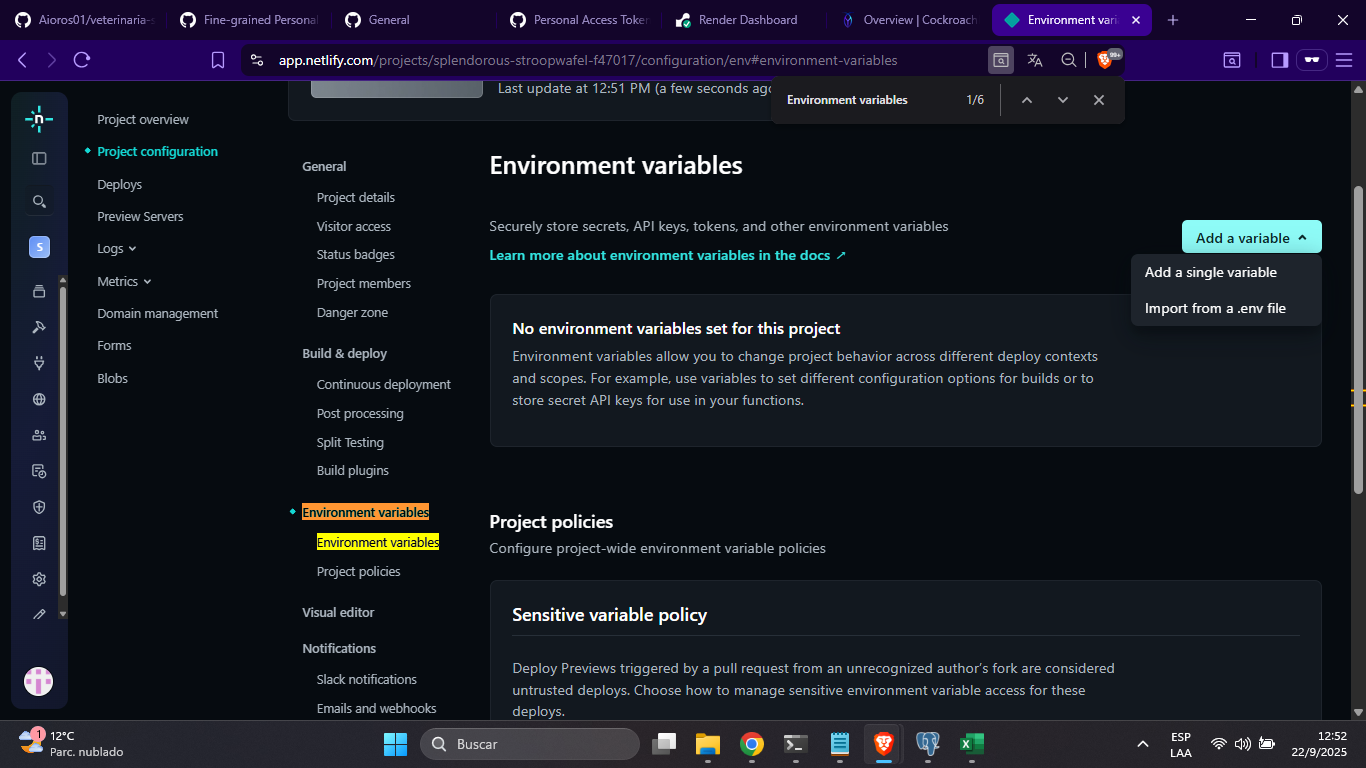 Aioros01/veterinaria-s
Fine-grained Personal
General
Personal Access Token
Render Dashboard
Overview | Cockroach
Environment varia
app.netlify.com/projects/splendorous-stroopwafel-f47017/configuration/env#environment-variables
99+
Environment variables
1/6
n
Project overview
Project configuration
Deploys
Preview Servers
Logs
Metrics
Domain management
Forms
Blobs
S
Last update at 12:51 PM (a few seconds ago
General
Project details
Visitor access
Status badges
Project members
Danger zone
Build & deploy
Continuous deployment
Post processing
Split Testing
Build plugins
Environment variables
Environment variables
Project policies
Visual editor
Notifications
Slack notifications
Emails and webhooks
Environment variables
Securely store secrets, API keys, tokens, and other environment variables
Learn more about environment variables in the docs ↗
Add a variable
Add a single variable
Import from a .env file
No environment variables set for this project
Environment variables allow you to change project behavior across different deploy contexts
and scopes. For example, use variables to set different configuration options for builds or to
store secret API keys for use in your functions.
Project policies
Configure project-wide environment variable policies
Sensitive variable policy
Deploy Previews triggered by a pull request from an unrecognized author's fork are considered
untrusted deploys. Choose how to manage sensitive environment variable access for these
deploys.
1
12°C
Parc. nublado
Buscar
ESP
LAA
12:52
22/9/2025